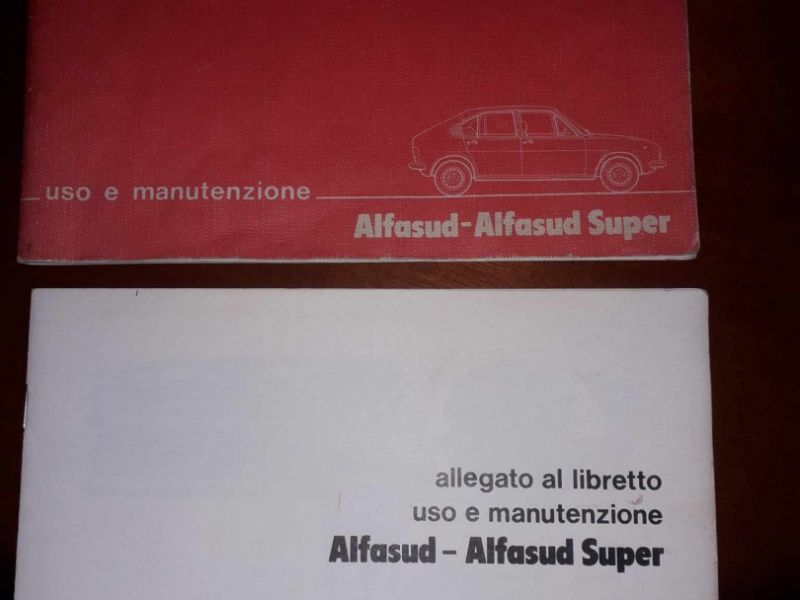 uso e manutenzione
Alfasud-Alfasud Super
allegato al libretto
uso e manutenzione
Alfasud - Alfasud Super